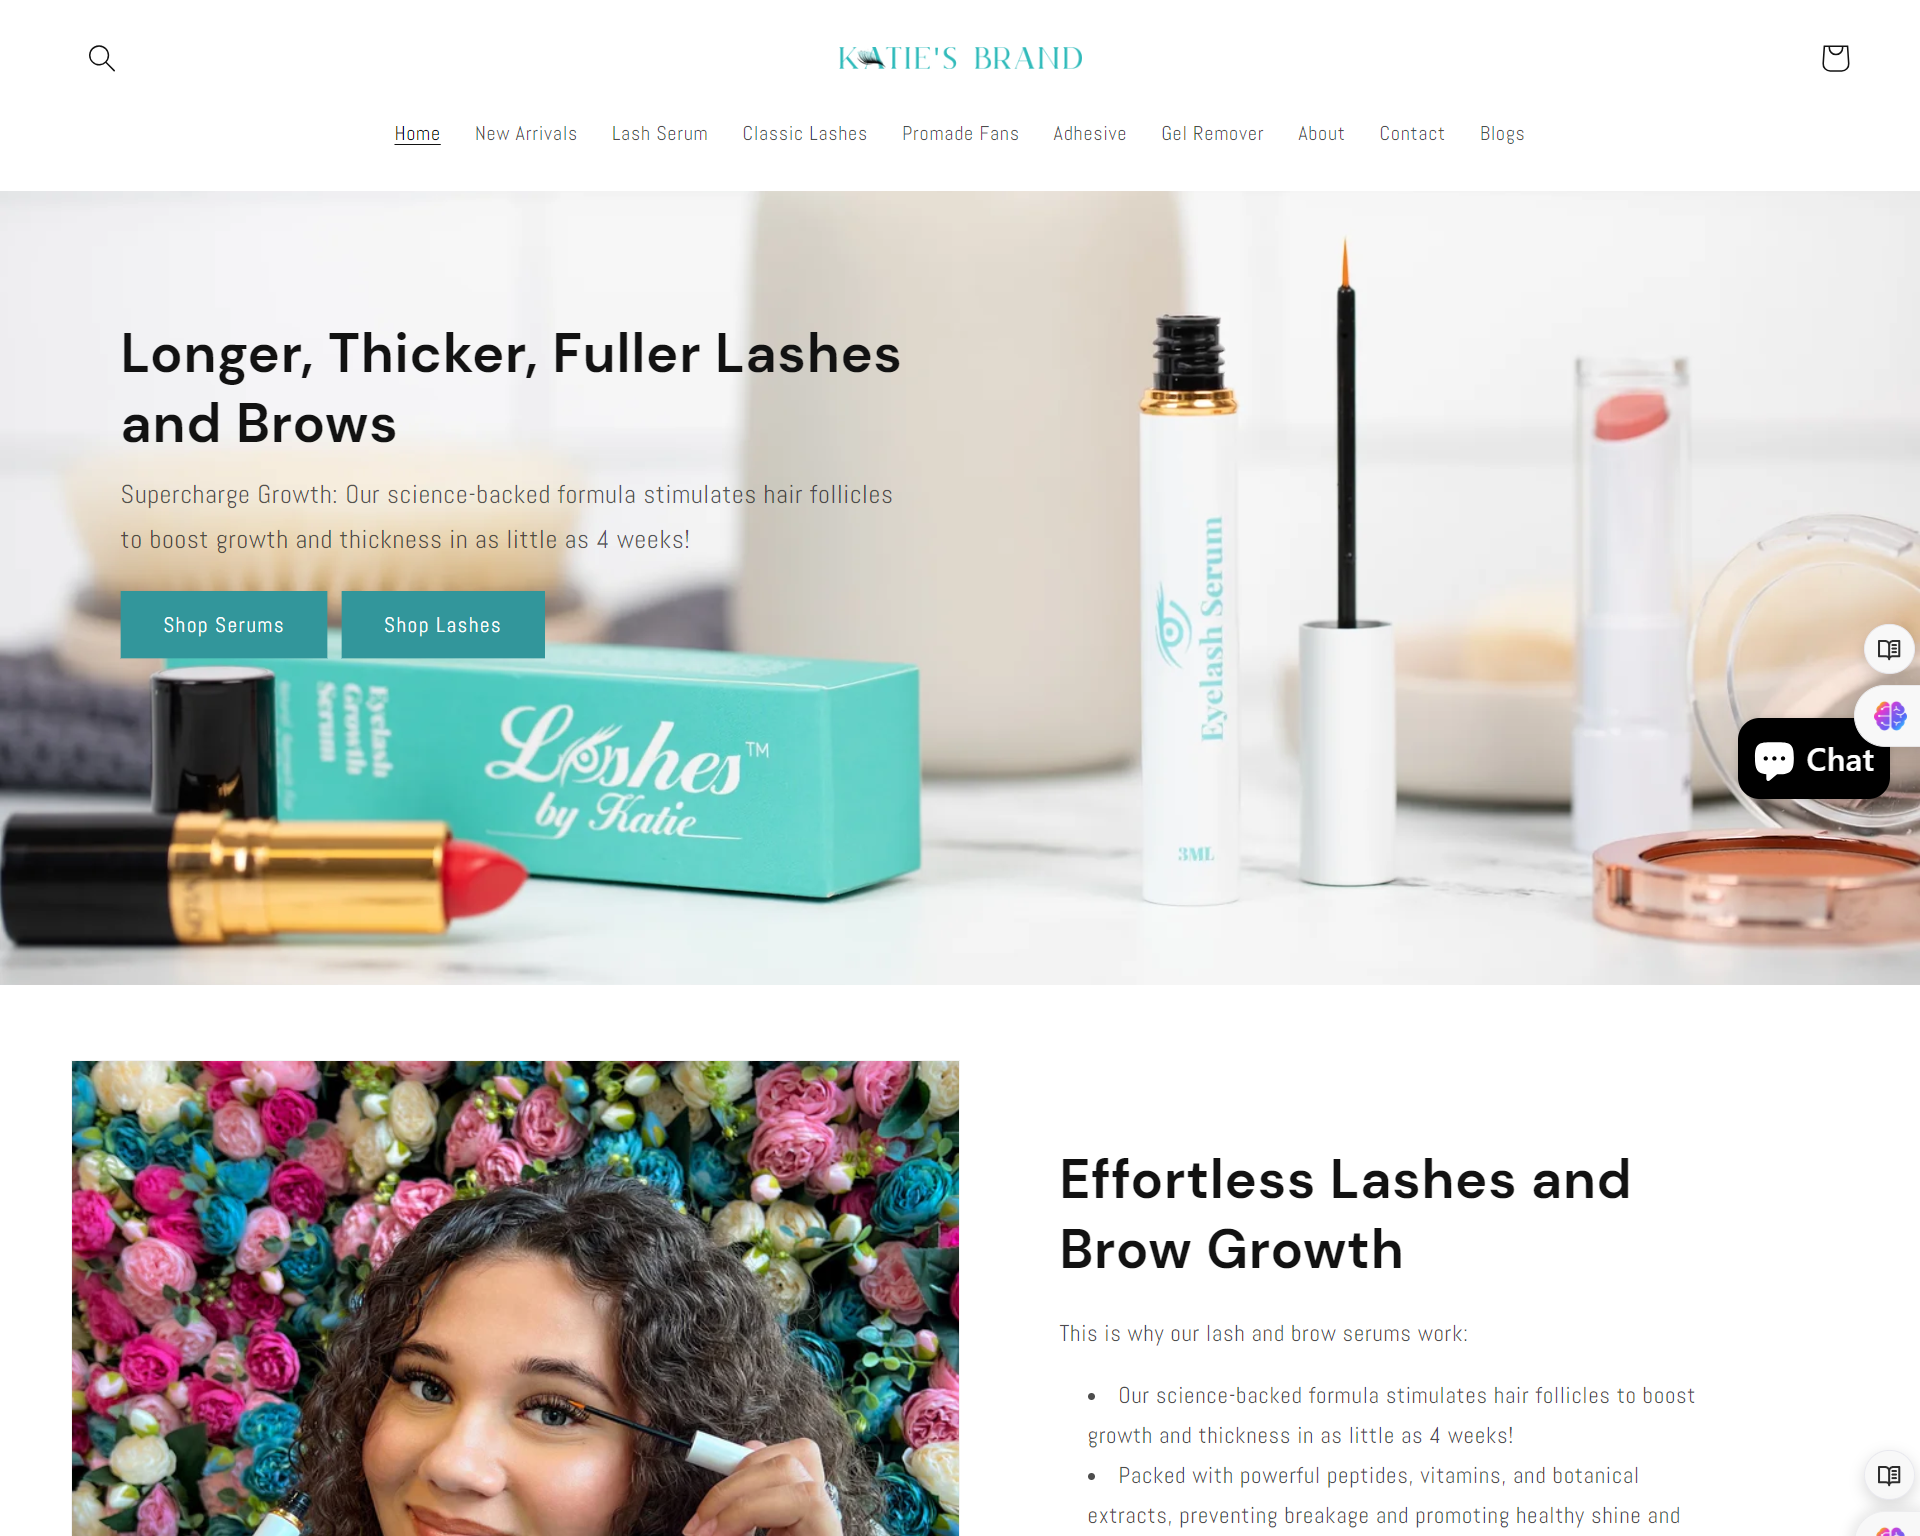 KATIE'S BRAND
Home New Arrivals Lash Serum Classic Lashes Promade Fans Adhesive Gel Remover About Contact Blogs
Longer, Thicker, Fuller Lashes
and Brows
Supercharge Growth: Our science-backed formula stimulates hair follicles
to boost growth and thickness in as little as 4 weeks!
Shop Serums Shop Lashes
Eyelash
Growth
Serum
Lashes™
by Katie
Eyelash Serum
3ML
Chat
Effortless Lashes and
Brow Growth
This is why our lash and brow serums work:
• Our science-backed formula stimulates hair follicles to boost
growth and thickness in as little as 4 weeks!
• Packed with powerful peptides, vitamins, and botanical
extracts, preventing breakage and promoting healthy shine and